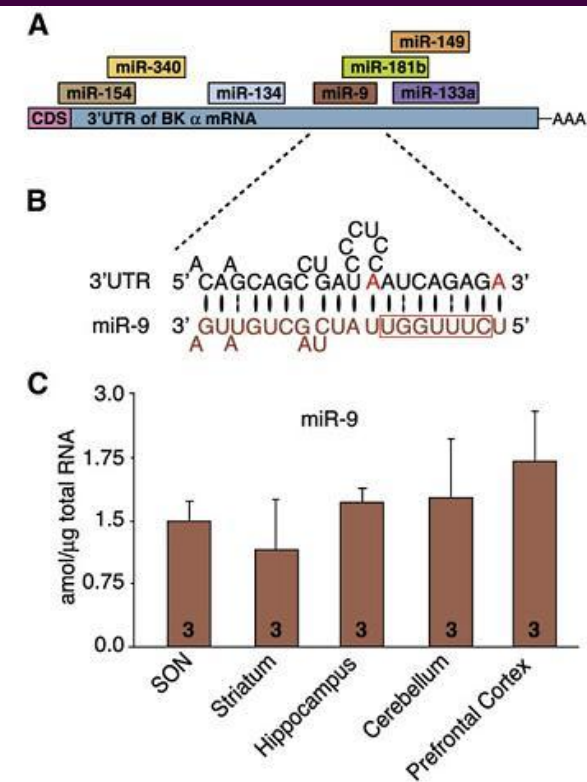 A
miR-149
miR-340 miR-181b
miR-154 miR-134 miR-9 miR-133a
CDS 3'UTR of BK α mRNA AAA
B
CU
C C
A A CU C C
3'UTR 5' CAGCAGC GAU AAUCAGAGA 3'
miR-9 3' GUUGUCG CUA UUGGUUUCU 5'
A A AU
C
3.0
miR-9
1.75
1.5
0.75
0.0
amol/µg total RNA
3 3 3 3 3
SON Striatum Hippocampus Cerebellum Prefrontal Cortex